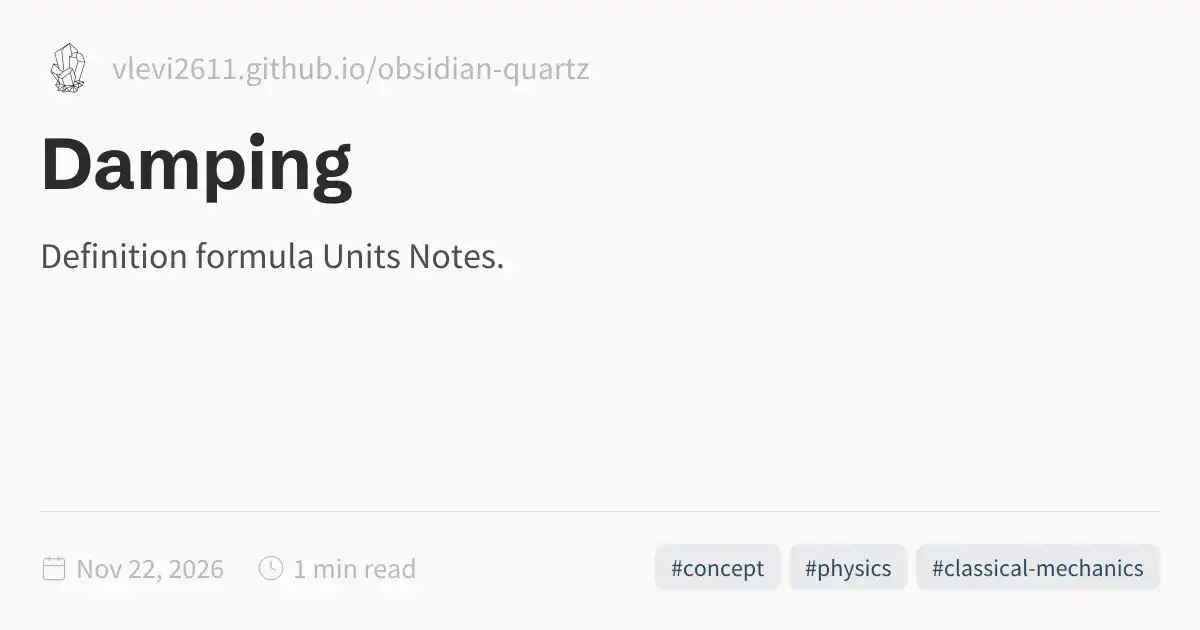 vlevi2611.github.io/obsidian-quartz
Damping
Definition formula Units Notes.
Nov 22, 2026 1 min read #concept #physics #classical-mechanics